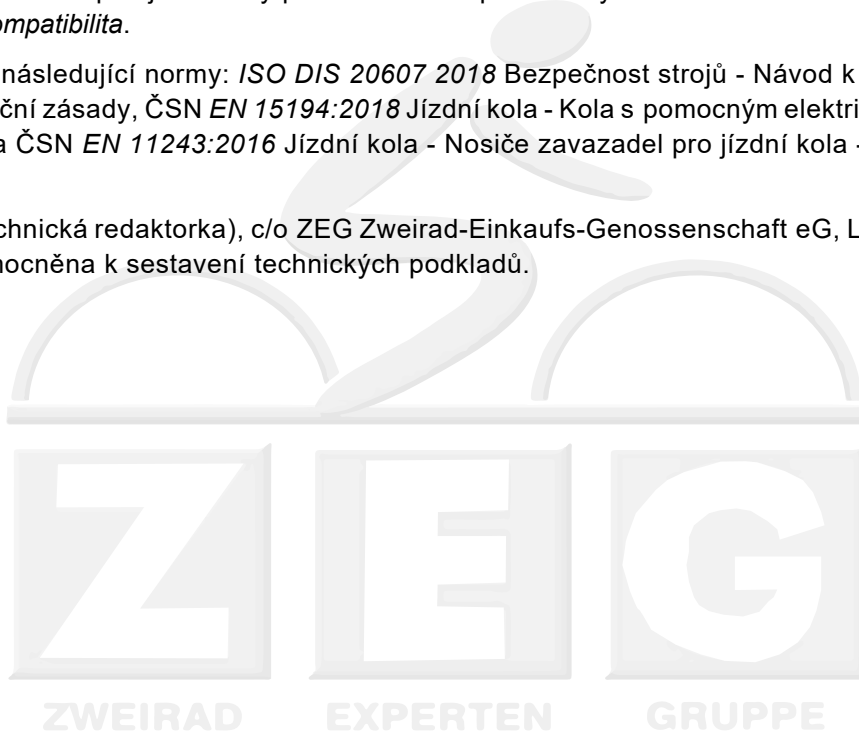 ompatibilita.
následující normy: ISO DIS 20607 2018 Bezpečnost strojů - Návod k
ční zásady, ČSN EN 15194:2018 Jízdní kola - Kola s pomocným elektri
a ČSN EN 11243:2016 Jízdní kola - Nosiče zavazadel pro jízdní kola -
chnická redaktorka), c/o ZEG Zweirad-Einkaufs-Genossenschaft eG, L
nocněna k sestavení technických podkladů.
ZEG
ZWEIRAD EXPERTEN GRUPPE